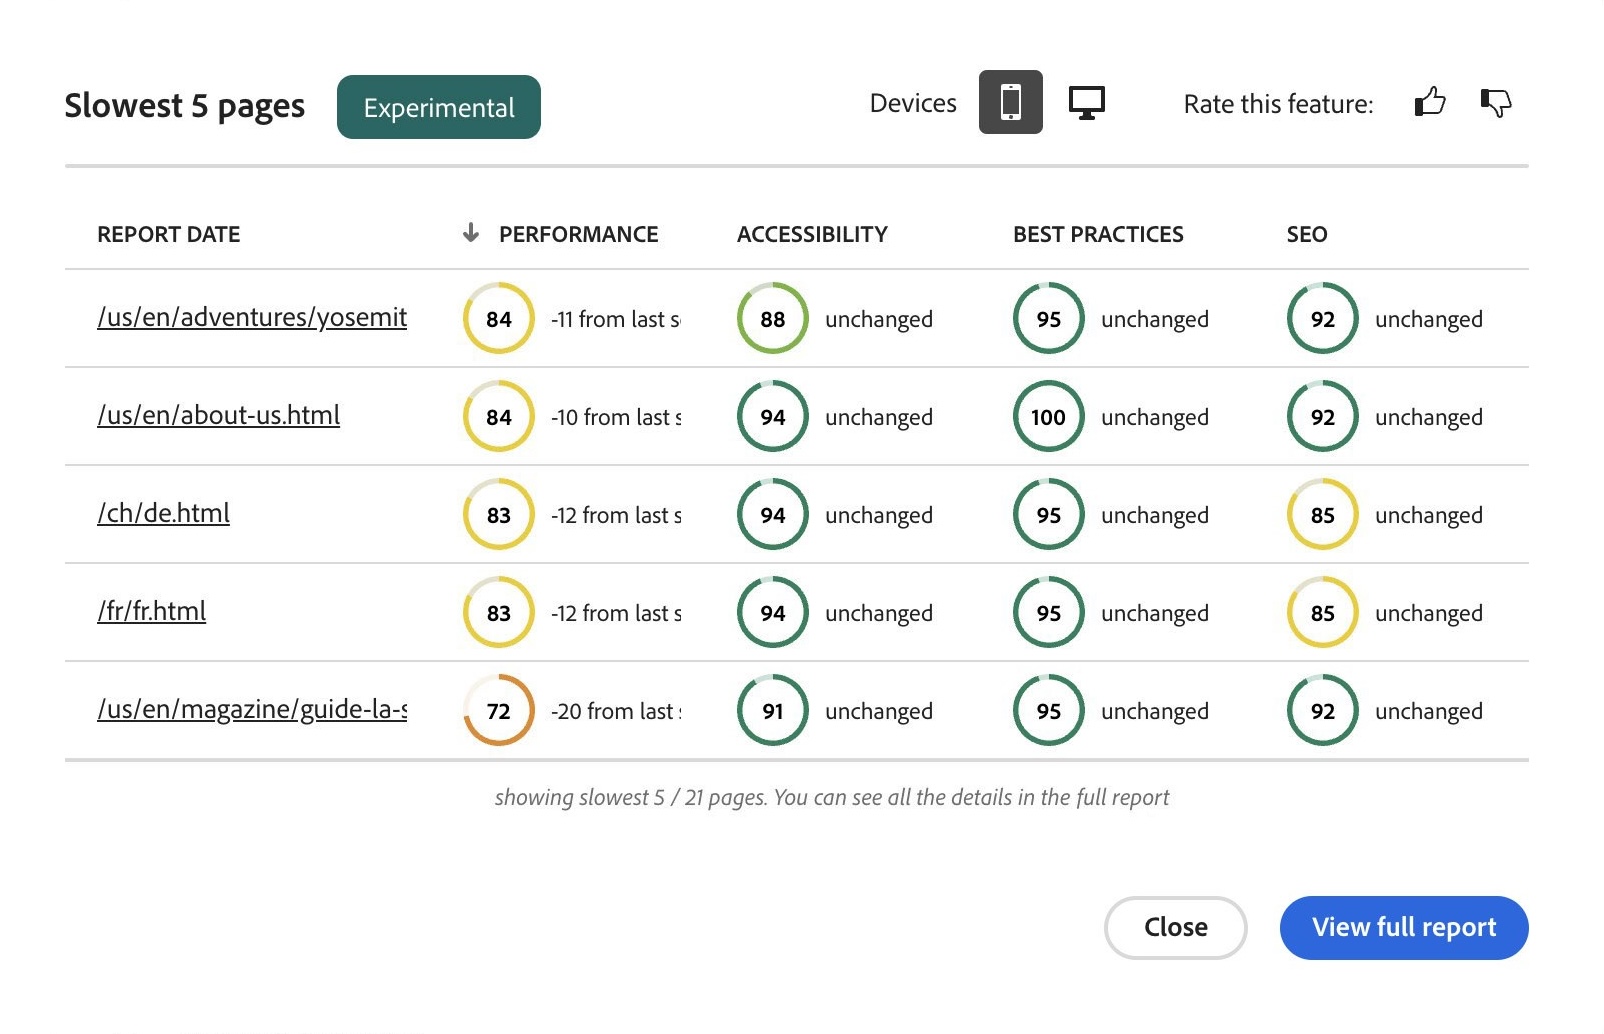 Slowest 5 pages Experimental Devices Rate this feature:
REPORT DATE PERFORMANCE ACCESSIBILITY BEST PRACTICES SEO
/us/en/adventures/yosemit 84 -11 from last 88 unchanged 95 unchanged 92 unchanged
/us/en/about-us.html 84 -10 from last s 94 unchanged 100 unchanged 92 unchanged
/ch/de.html 83 -12 from last s 94 unchanged 95 unchanged 85 unchanged
/fr/fr.html 83 -12 from last s 94 unchanged 95 unchanged 85 unchanged
/us/en/magazine/guide-la-s 72 -20 from last 91 unchanged 95 unchanged 92 unchanged
showing slowest 5 / 21 pages. You can see all the details in the full report
Close View full report